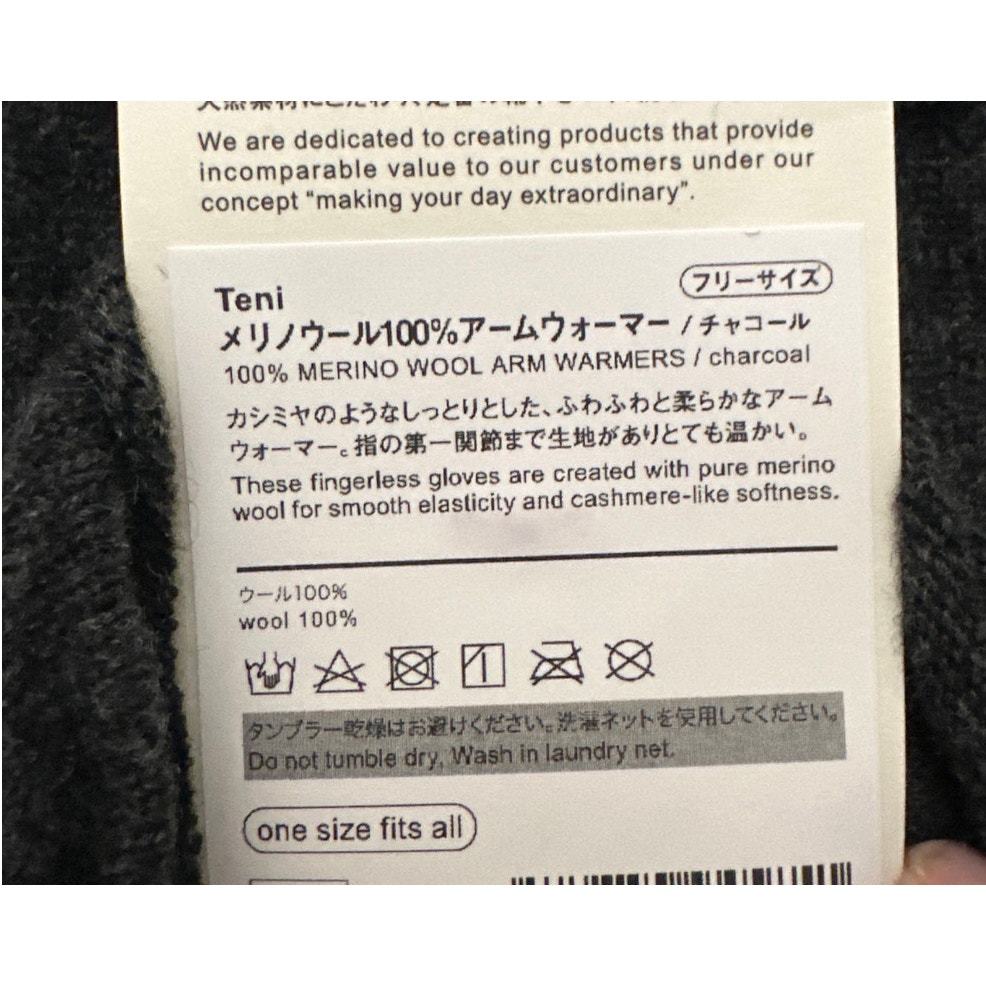 We are dedicated to creating products that provide
incomparable value to our customers under our
concept “making your day extraordinary”.
Teni
フリーサイズ
メリノウール100%アームウォーマー / チャコール
100% MERINO WOOL ARM WARMERS / charcoal
カシミヤのようなしっとりとした、ふわふわと柔らかなアーム
ウォーマー。指の第一関節まで生地がありとても温かい。
These fingerless gloves are created with pure merino
wool for smooth elasticity and cashmere-like softness.
ウール100%
wool 100%
タンブラー乾燥はお避けください。洗濯ネットを使用してください。
Do not tumble dry, Wash in laundry net.
one size fits all